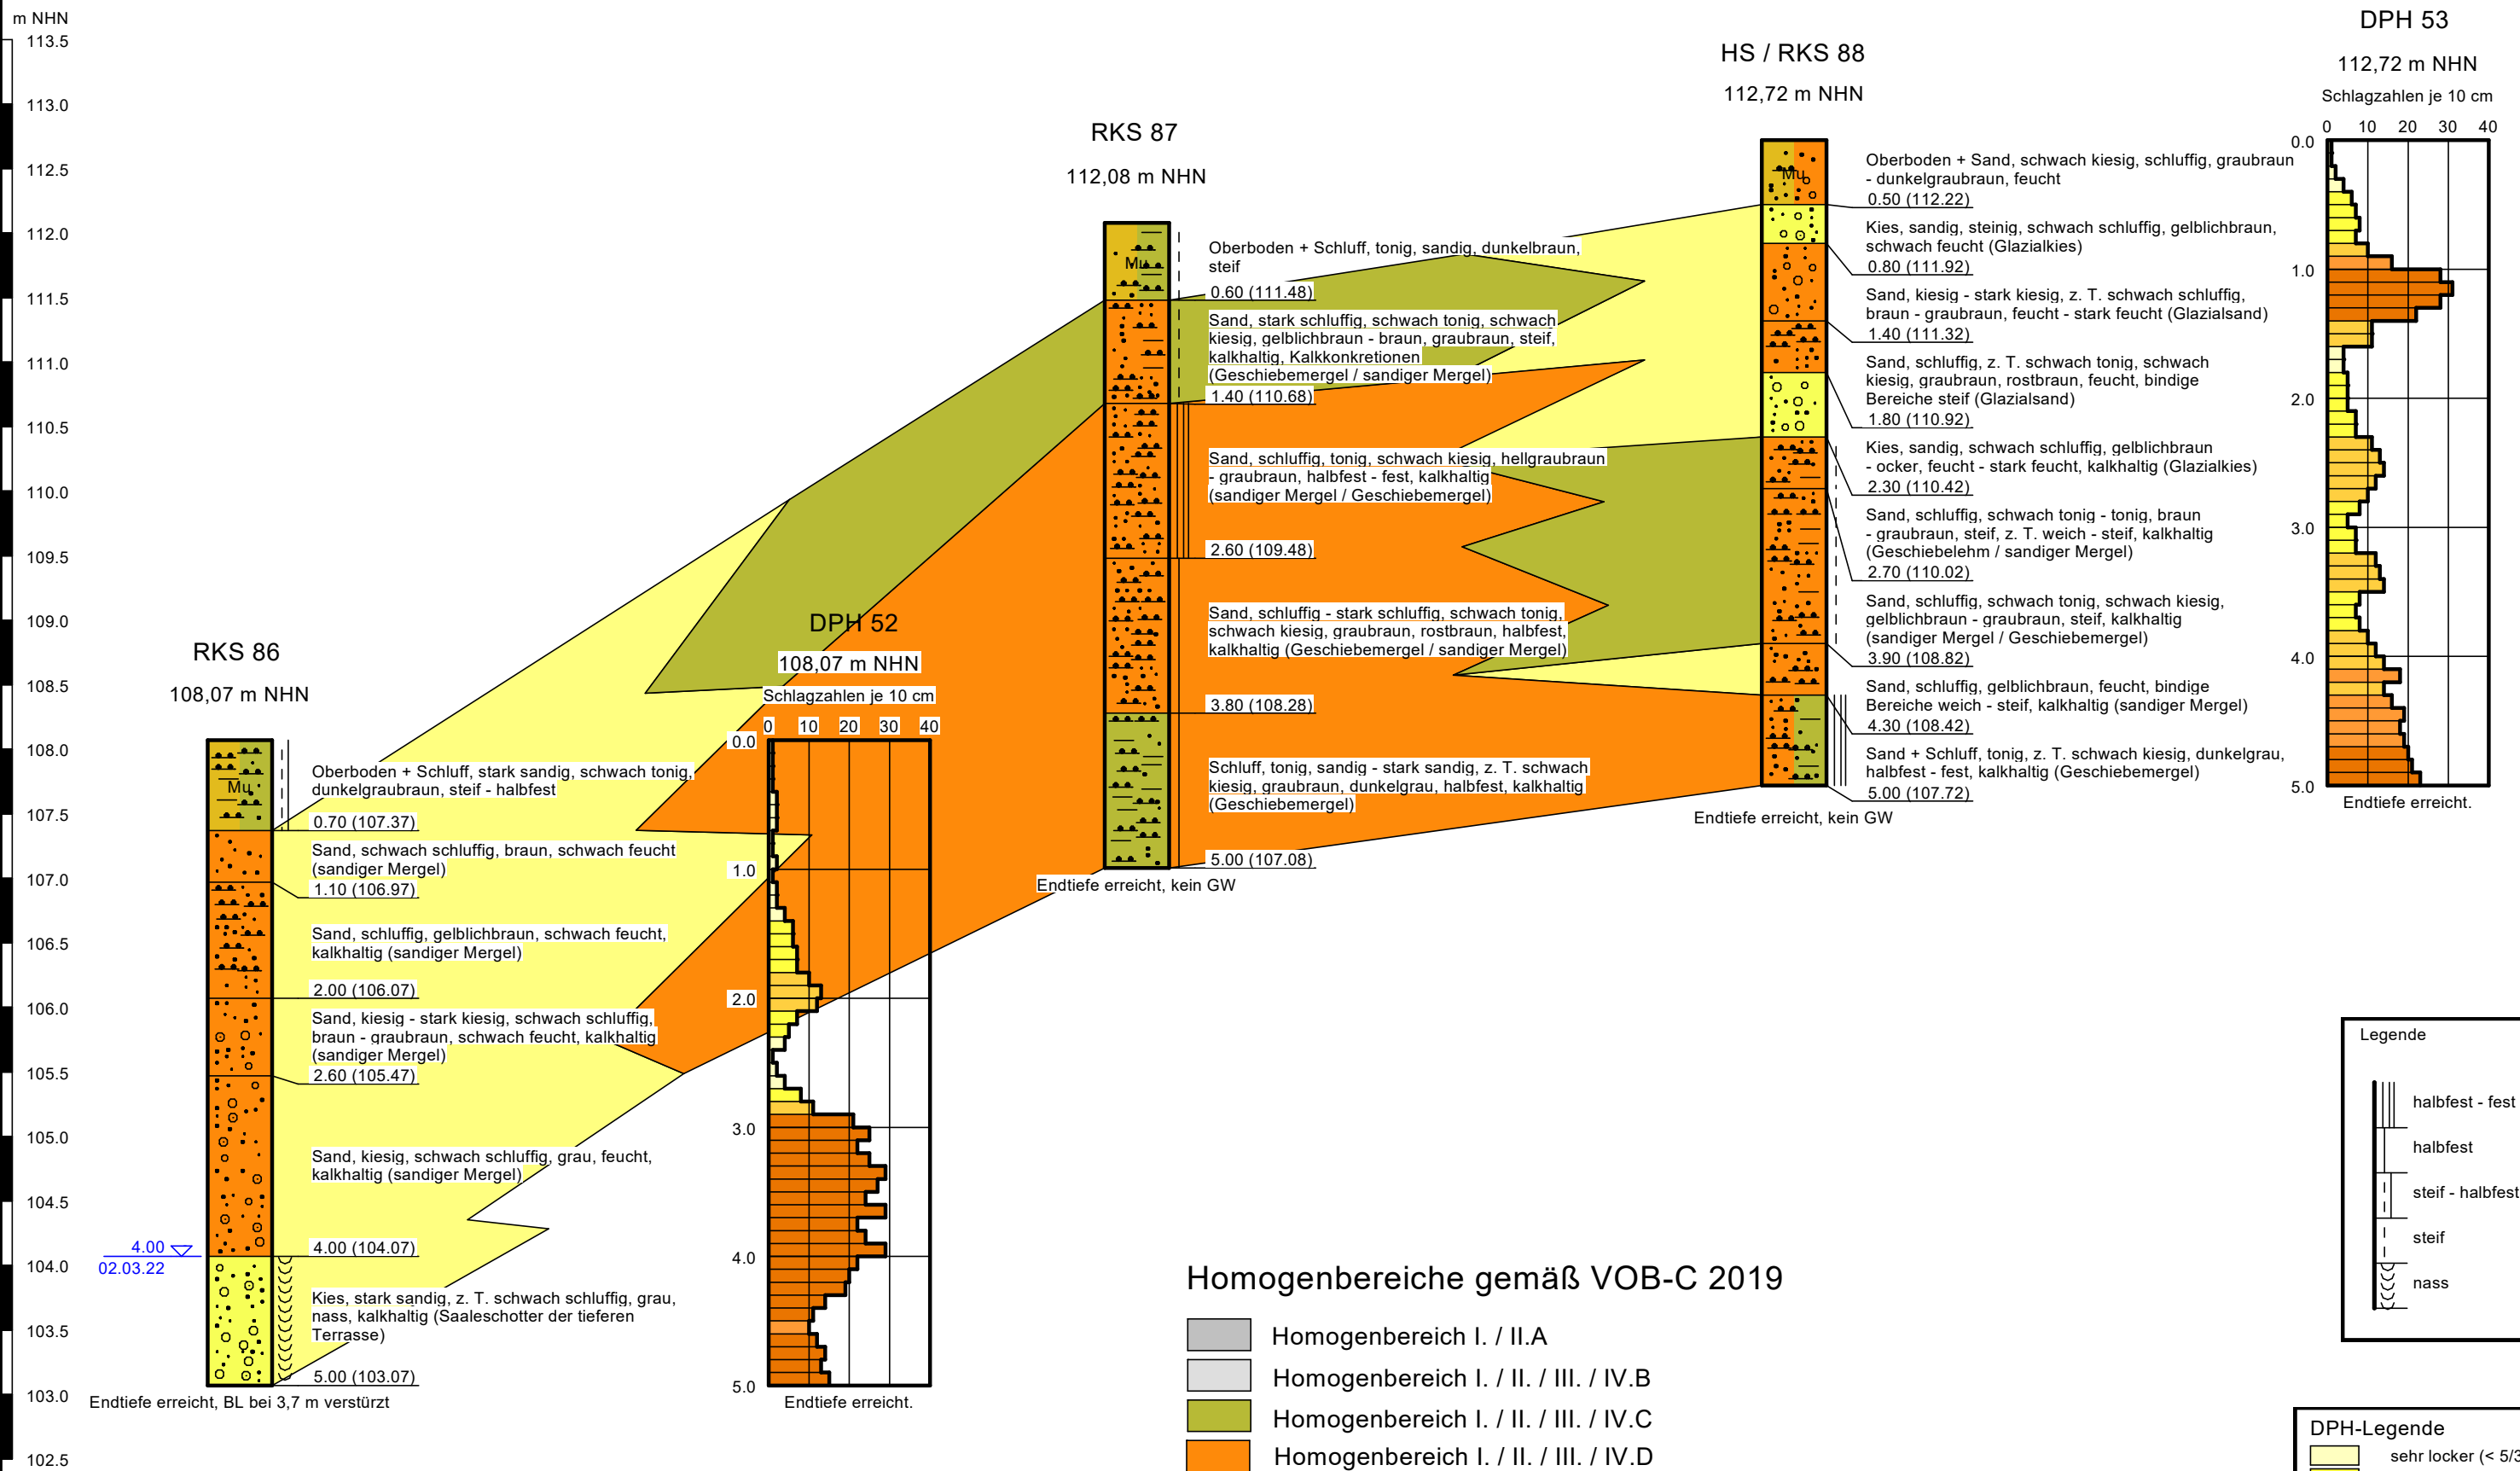 m NHN
113.5
113.0
112.5
112.0
111.5
111.0
110.5
110.0
109.5
109.0
108.5
108.0
107.5
107.0
106.5
106.0
105.5
105.0
104.5
104.0
103.5
103.0
102.5
RKS 86
108,07 m NHN
Mu
Oberboden + Schluff, stark sandig, schwach tonig,
dunkelgraubraun, steif - halbfest
0.70 (107.37)
Sand, schwach schluffig, braun, schwach feucht
(sandiger Mergel)
1.10 (106.97)
Sand, schluffig, gelblichbraun, schwach feucht,
kalkhaltig (sandiger Mergel)
2.00 (106.07)
Sand, kiesig - stark kiesig, schwach schluffig,
braun - graubraun, schwach feucht, kalkhaltig
(sandiger Mergel)
2.60 (105.47)
Sand, kiesig, schwach schluffig, grau, feucht,
kalkhaltig (sandiger Mergel)
4.00
02.03.22
4.00 (104.07)
Kies, stark sandig, z. T. schwach schluffig, grau,
nass, kalkhaltig (Saaleschotter der tieferen
Terrasse)
5.00 (103.07)
Endtiefe erreicht, BL bei 3,7 m verstürzt
DPH 52
108,07 m NHN
Schlagzahlen je 10 cm
0 10 20 30 40
0.0
1.0
2.0
3.0
4.0
5.0
Endtiefe erreicht.
RKS 87
112,08 m NHN
Mu
Oberboden + Schluff, tonig, sandig, dunkelbraun,
steif
0.60 (111.48)
Sand, stark schluffig, schwach tonig, schwach
kiesig, gelblichbraun - braun, graubraun, steif,
kalkhaltig, Kalkkonkretionen
(Geschiebemergel / sandiger Mergel)
1.40 (110.68)
Sand, schluffig, tonig, schwach kiesig, hellgraubraun
- graubraun, halbfest - fest, kalkhaltig
(sandiger Mergel / Geschiebemergel)
2.60 (109.48)
Sand, schluffig - stark schluffig, schwach tonig,
schwach kiesig, graubraun, rostbraun, halbfest,
kalkhaltig (Geschiebemergel / sandiger Mergel)
3.80 (108.28)
Schluff, tonig, sandig - stark sandig, z. T. schwach
kiesig, graubraun, dunkelgrau, halbfest, kalkhaltig
(Geschiebemergel)
5.00 (107.08)
Endtiefe erreicht, kein GW
HS / RKS 88
112,72 m NHN
Mu
Oberboden + Sand, schwach kiesig, schluffig, graubraun
- dunkelgraubraun, feucht
0.50 (112.22)
Kies, sandig, steinig, schwach schluffig, gelblichbraun,
schwach feucht (Glazialkies)
0.80 (111.92)
Sand, kiesig - stark kiesig, z. T. schwach schluffig,
braun - graubraun, feucht - stark feucht (Glazialsand)
1.40 (111.32)
Sand, schluffig, z. T. schwach tonig, schwach
kiesig, graubraun, rostbraun, feucht, bindige
Bereiche steif (Glazialsand)
1.80 (110.92)
Kies, sandig, schwach schluffig, gelblichbraun
- ocker, feucht - stark feucht, kalkhaltig (Glazialkies)
2.30 (110.42)
Sand, schluffig, schwach tonig - tonig, braun
- graubraun, steif, z. T. weich - steif, kalkhaltig
(Geschiebelehm / sandiger Mergel)
2.70 (110.02)
Sand, schluffig, schwach tonig, schwach kiesig,
gelblichbraun - graubraun, steif, kalkhaltig
(sandiger Mergel / Geschiebemergel)
3.90 (108.82)
Sand, schluffig, gelblichbraun, feucht, bindige
Bereiche weich - steif, kalkhaltig (sandiger Mergel)
4.30 (108.42)
Sand + Schluff, tonig, z. T. schwach kiesig, dunkelgrau,
halbfest - fest, kalkhaltig (Geschiebemergel)
5.00 (107.72)
Endtiefe erreicht, kein GW
DPH 53
112,72 m NHN
Schlagzahlen je 10 cm
0 10 20 30 40
0.0
1.0
2.0
3.0
4.0
5.0
Endtiefe erreicht.
Homogenbereiche gemäß VOB-C 2019
Homogenbereich I. / II.A
Homogenbereich I. / II. / III. / IV.B
Homogenbereich I. / II. / III. / IV.C
Homogenbereich I. / II. / III. / IV.D
Legende
halbfest - fest
halbfest
steif - halbfest
steif
nass
DPH-Legende
sehr locker (< 5/3